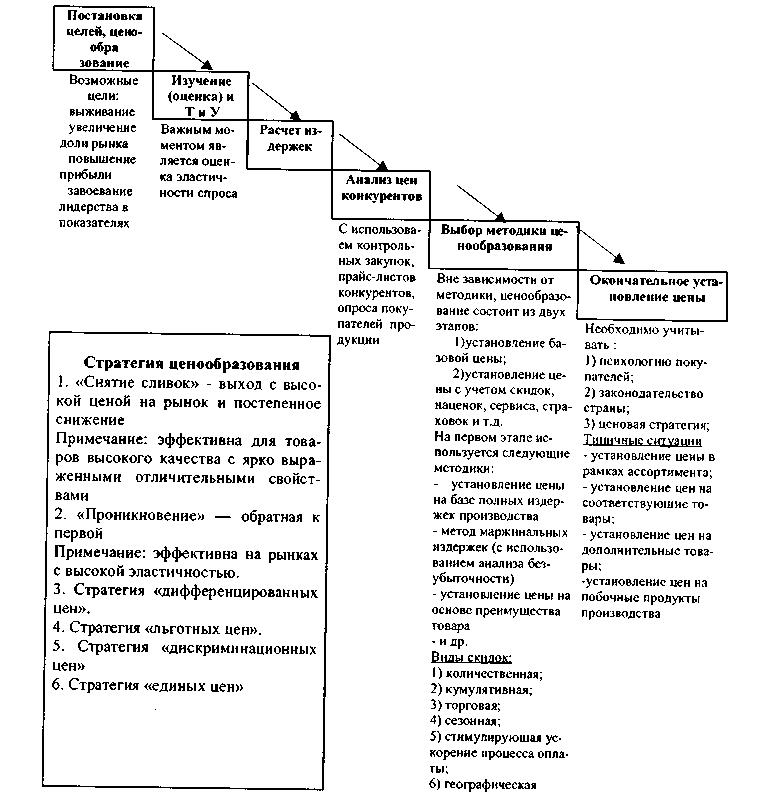 Постановка
целей, цено-
обра
зование
Возможные
цели:
выживание
увеличение
доли рынка
повышение
прибыли
завоевание
лидерства в
показателях
Изучение
(оценка) и
Т и У
Важным мо-
ментом яв-
ляется оцен-
ка эластич-
ности спроса
Расчет из-
держек
Анализ цен
конкурентов
С использова-
ем контроль-
ных закупок,
прайс-листов
конкурентов,
опроса поку-
пателей про-
дукции
Выбор методики це-
нообразования
Вне зависимости от
методики, ценообразо-
вание состоит из двух
этапов:
1)установление ба-
зовой цены;
2)установление це-
ны с учетом скидок,
наценок, сервиса, стра-
ховок и т.д.
На первом этапе ис-
пользуется следующие
методики:
- установление цены
на базе полных издер-
жек производства
- метод маржинальных
издержек (с использо-
ванием анализа без-
убыточности)
- установление цены на
основе преимущества
товара
- и др.
Виды скидок:
1) количественная;
2) кумулятивная;
3) торговая;
4) сезонная;
5) стимулирующая ус-
корение процесса опла-
ты;
6) географическая
Окончательное уста-
новление цены
Необходимо учиты-
вать :
1) психологию поку-
пателей;
2) законодательство
страны;
3) ценовая стратегия;
Типичные ситуации
- установление цены в
рамках ассортимента;
- установление цен на
соответствующие то-
вары;
- установление цен на
дополнительные това-
ры;
-установление цен на
побочные продукты
производства
Стратегия ценообразования
1. «Снятие сливок» - выход с высо-
кой ценой на рынок и постепенное
снижение
Примечание: эффективна для това-
ров высокого качества с ярко выра-
женными отличительными свойст-
вами
2. «Проникновение» — обратная к
первой
Примечание: эффективна на рынках
с высокой эластичностью.
3. Стратегия «дифференцированных
цен».
4. Стратегия «льготных цен».
5. Стратегия «дискриминационных
цен»
6. Стратегия «единых цен»